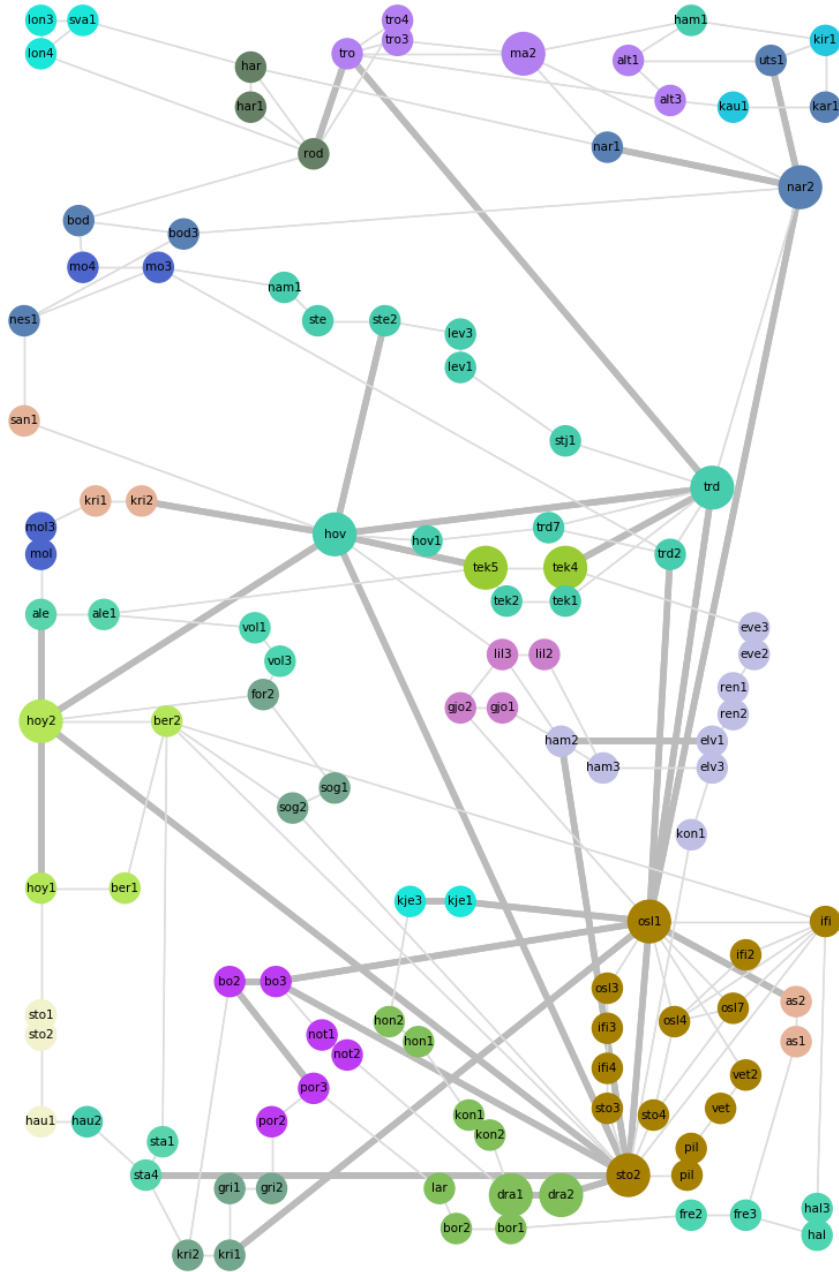 tro4
lon3 sva1 ham1
tro3 kir1
lon4 tro ma2 alt1 uts1
har
alt3
har1 kau1 kar1
nar1
rod
nar2
bod
bod3
mo4 mo3
nam1
nes1 ste ste2
lev3
lev1
san1
stj1
trd
kri1 kri2
mol3 trd7
hov hov1
mol trd2
tek5 tek4
tek2 tek1
ale ale1
vol1 eve3
lil3 lil2 eve2
vol3
ren1
for2
gjo2 gjo1
ren2
hoy2 ber2
ham2 elv1
ham3 elv3
sog1
sog2
kon1
hoy1 ber1
kje3 kje1
osl1 ifi
ifi2
bo2 bo3
osl3
as2
osl7
sto1
hon2 osl4
ifi3
sto2 not1
hon1 as1
not2
ifi4
vet2
por3
sto3 vet
kon1 sto4
hau1 hau2 por2
kon2
sta1
pil
sta4 sto2 pil
gri1 gri2 lar
dra1 dra2
hal3
fre2 fre3
bor2 bor1
hal
kri2 kri1